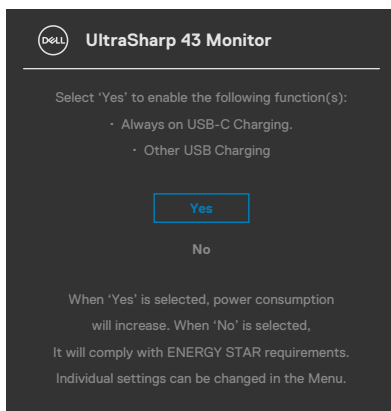 DELL UltraSharp 43 Monitor
Select ‘Yes’ to enable the following function(s):
· Always on USB-C Charging.
· Other USB Charging
Yes
No
When ‘Yes’ is selected, power consumption
will increase. When ‘No’ is selected,
It will comply with ENERGY STAR requirements.
Individual settings can be changed in the Menu.